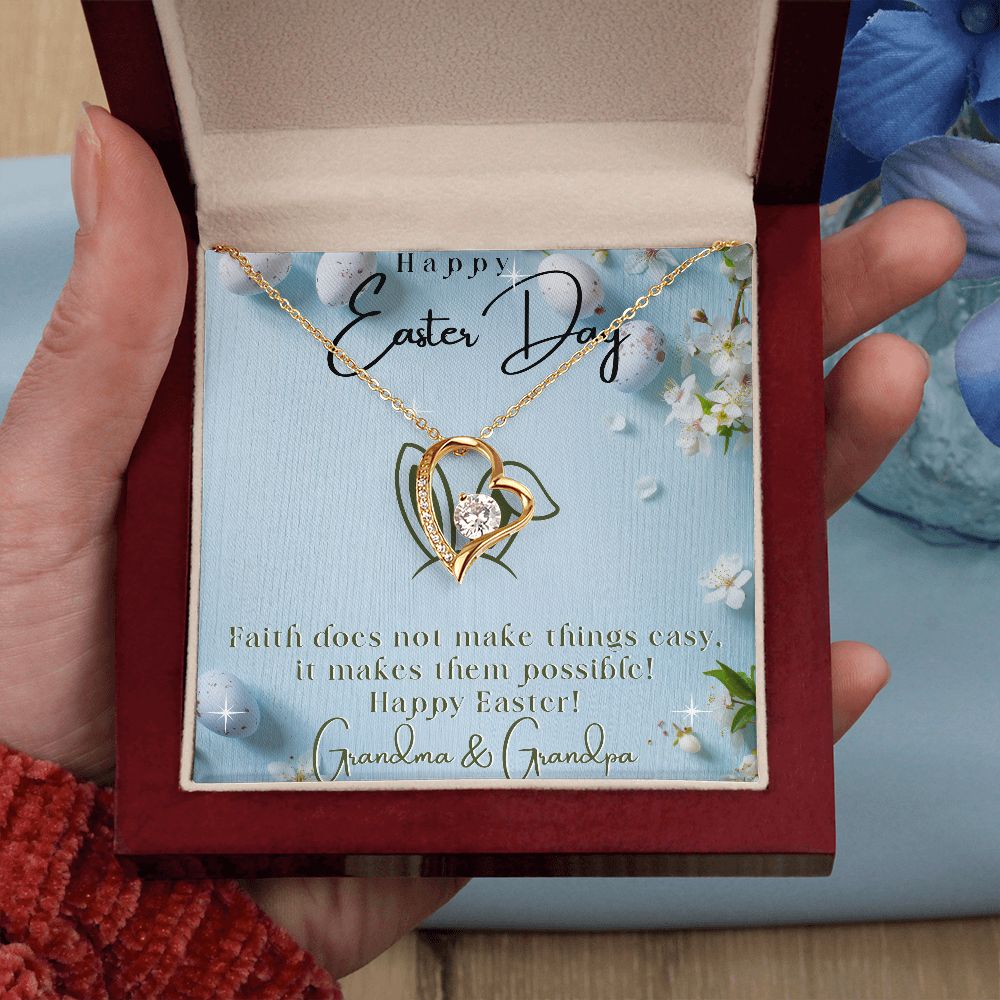 Happy
Easter Day
Faith does not make things easy,
it makes them possible!
Happy Easter!
Grandma & Grandpa